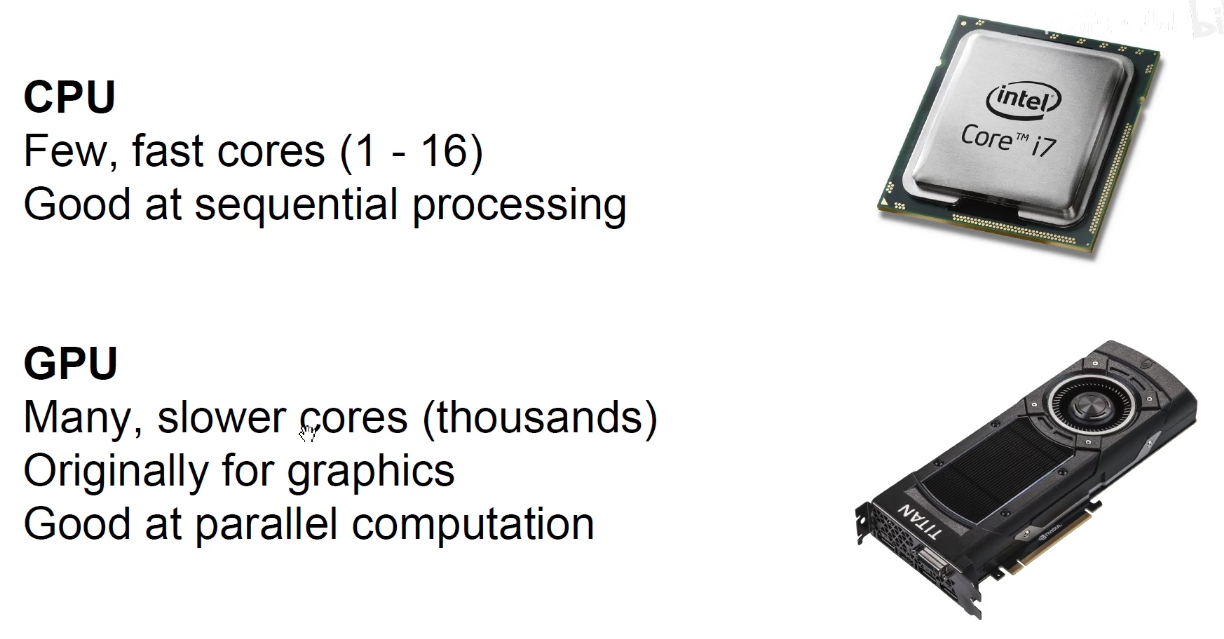 CPU
Few, fast cores (1 - 16)
Good at sequential processing
intel
Core™ i7
GPU
Many, slower cores (thousands)
Originally for graphics
Good at parallel computation
TITAN